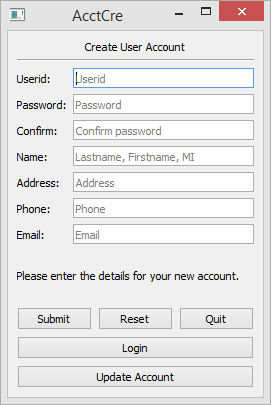 AcctCre
Create User Account
Userid: Userid
Password: Password
Confirm: Confirm password
Name: Lastname, Firstname, MI
Address: Address
Phone: Phone
Email: Email
Please enter the details for your new account.
Submit Reset Quit
Login
Update Account